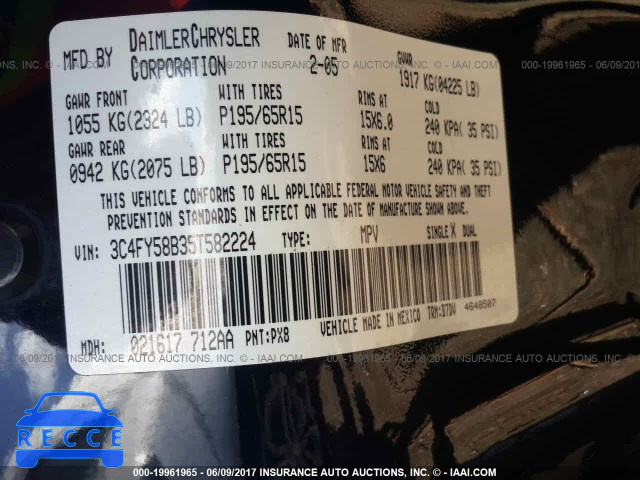 MFD BY DAIMLERCHRYSLER CORPORATION DATE OF MFR 2-05 GVWR 1917 KG(04225 LB)
GAWR FRONT WITH TIRES RIMS AT COLD
1055 KG(2324 LB) P195/65R15 15X6.0 240 KPA( 35 PSI)
GAWR REAR WITH TIRES RIMS AT COLD
0942 KG(2075 LB) P195/65R15 15X6 240 KPA( 35 PSI)
THIS VEHICLE CONFORMS TO ALL APPLICABLE FEDERAL MOTOR VEHICLE SAFETY AND THEFT
PREVENTION STANDARDS IN EFFECT ON THE DATE OF MANUFACTURE SHOWN ABOVE.
VIN: 3C4FY58B35T582224 TYPE: MPV SINGLE X DUAL
MDH: 021617 712AA PNT:PX8 VEHICLE MADE IN MEXICO TRM:B7DV 4648507
000-19961965 - 06/09/2017 INSURANCE AUTO AUCTIONS, INC. - WWW.IAAI.COM
RECCE